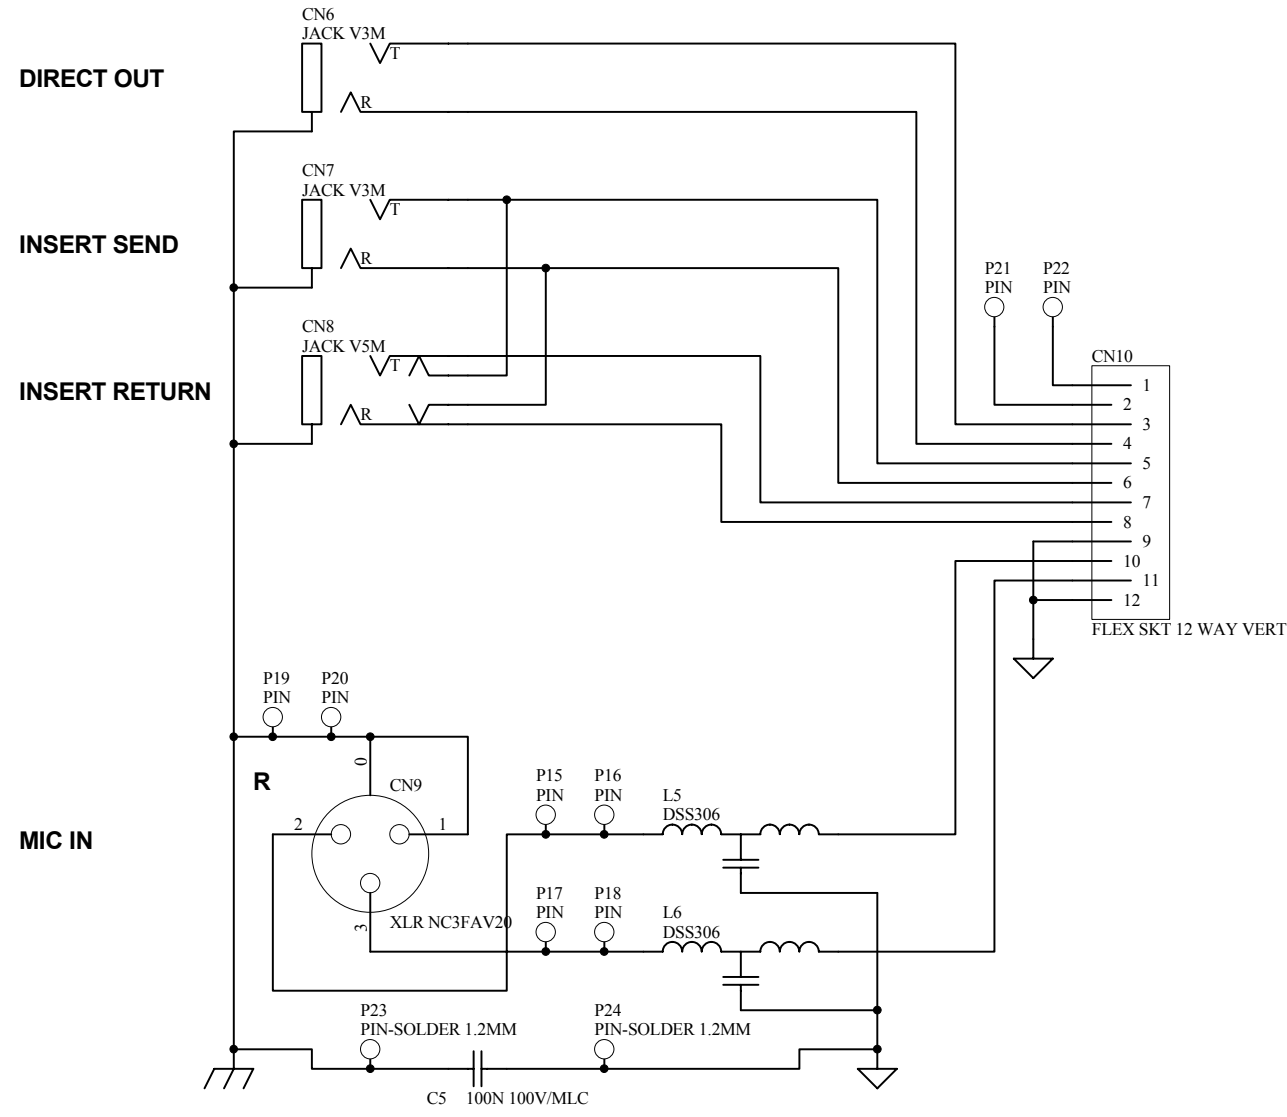 CN6
JACK V3M
T
DIRECT OUT
R
CN7
JACK V3M
T
INSERT SEND
R
P21
PIN
P22
PIN
CN8
JACK V5M
T
INSERT RETURN
R
CN10
1
2
3
4
5
6
7
8
9
10
11
12
FLEX SKT 12 WAY VERT
P19
PIN
P20
PIN
0
R
CN9
2
1
MIC IN
3
XLR NC3FAV20
P15
PIN
P16
PIN
L5
DSS306
P17
PIN
P18
PIN
L6
DSS306
P23
PIN-SOLDER 1.2MM
P24
PIN-SOLDER 1.2MM
C5 100N 100V/MLC